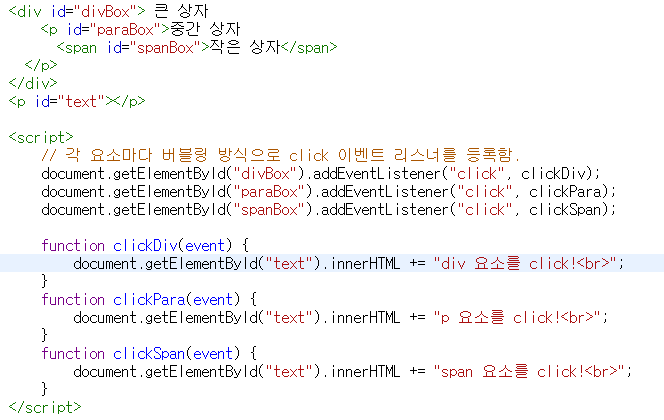 <div id="divBox"> 큰 상자
<p id="paraBox">중간 상자
<span id="spanBox">작은 상자</span>
</p>
</div>
<p id="text"></p>
<script>
// 각 요소마다 버블링 방식으로 click 이벤트 리스너를 등록함.
document.getElementById("divBox").addEventListener("click", clickDiv);
document.getElementById("paraBox").addEventListener("click", clickPara);
document.getElementById("spanBox").addEventListener("click", clickSpan);
function clickDiv(event) {
document.getElementById("text").innerHTML += "div 요소를 click!<br>";
}
function clickPara(event) {
document.getElementById("text").innerHTML += "p 요소를 click!<br>";
}
function clickSpan(event) {
document.getElementById("text").innerHTML += "span 요소를 click!<br>";
}
</script>